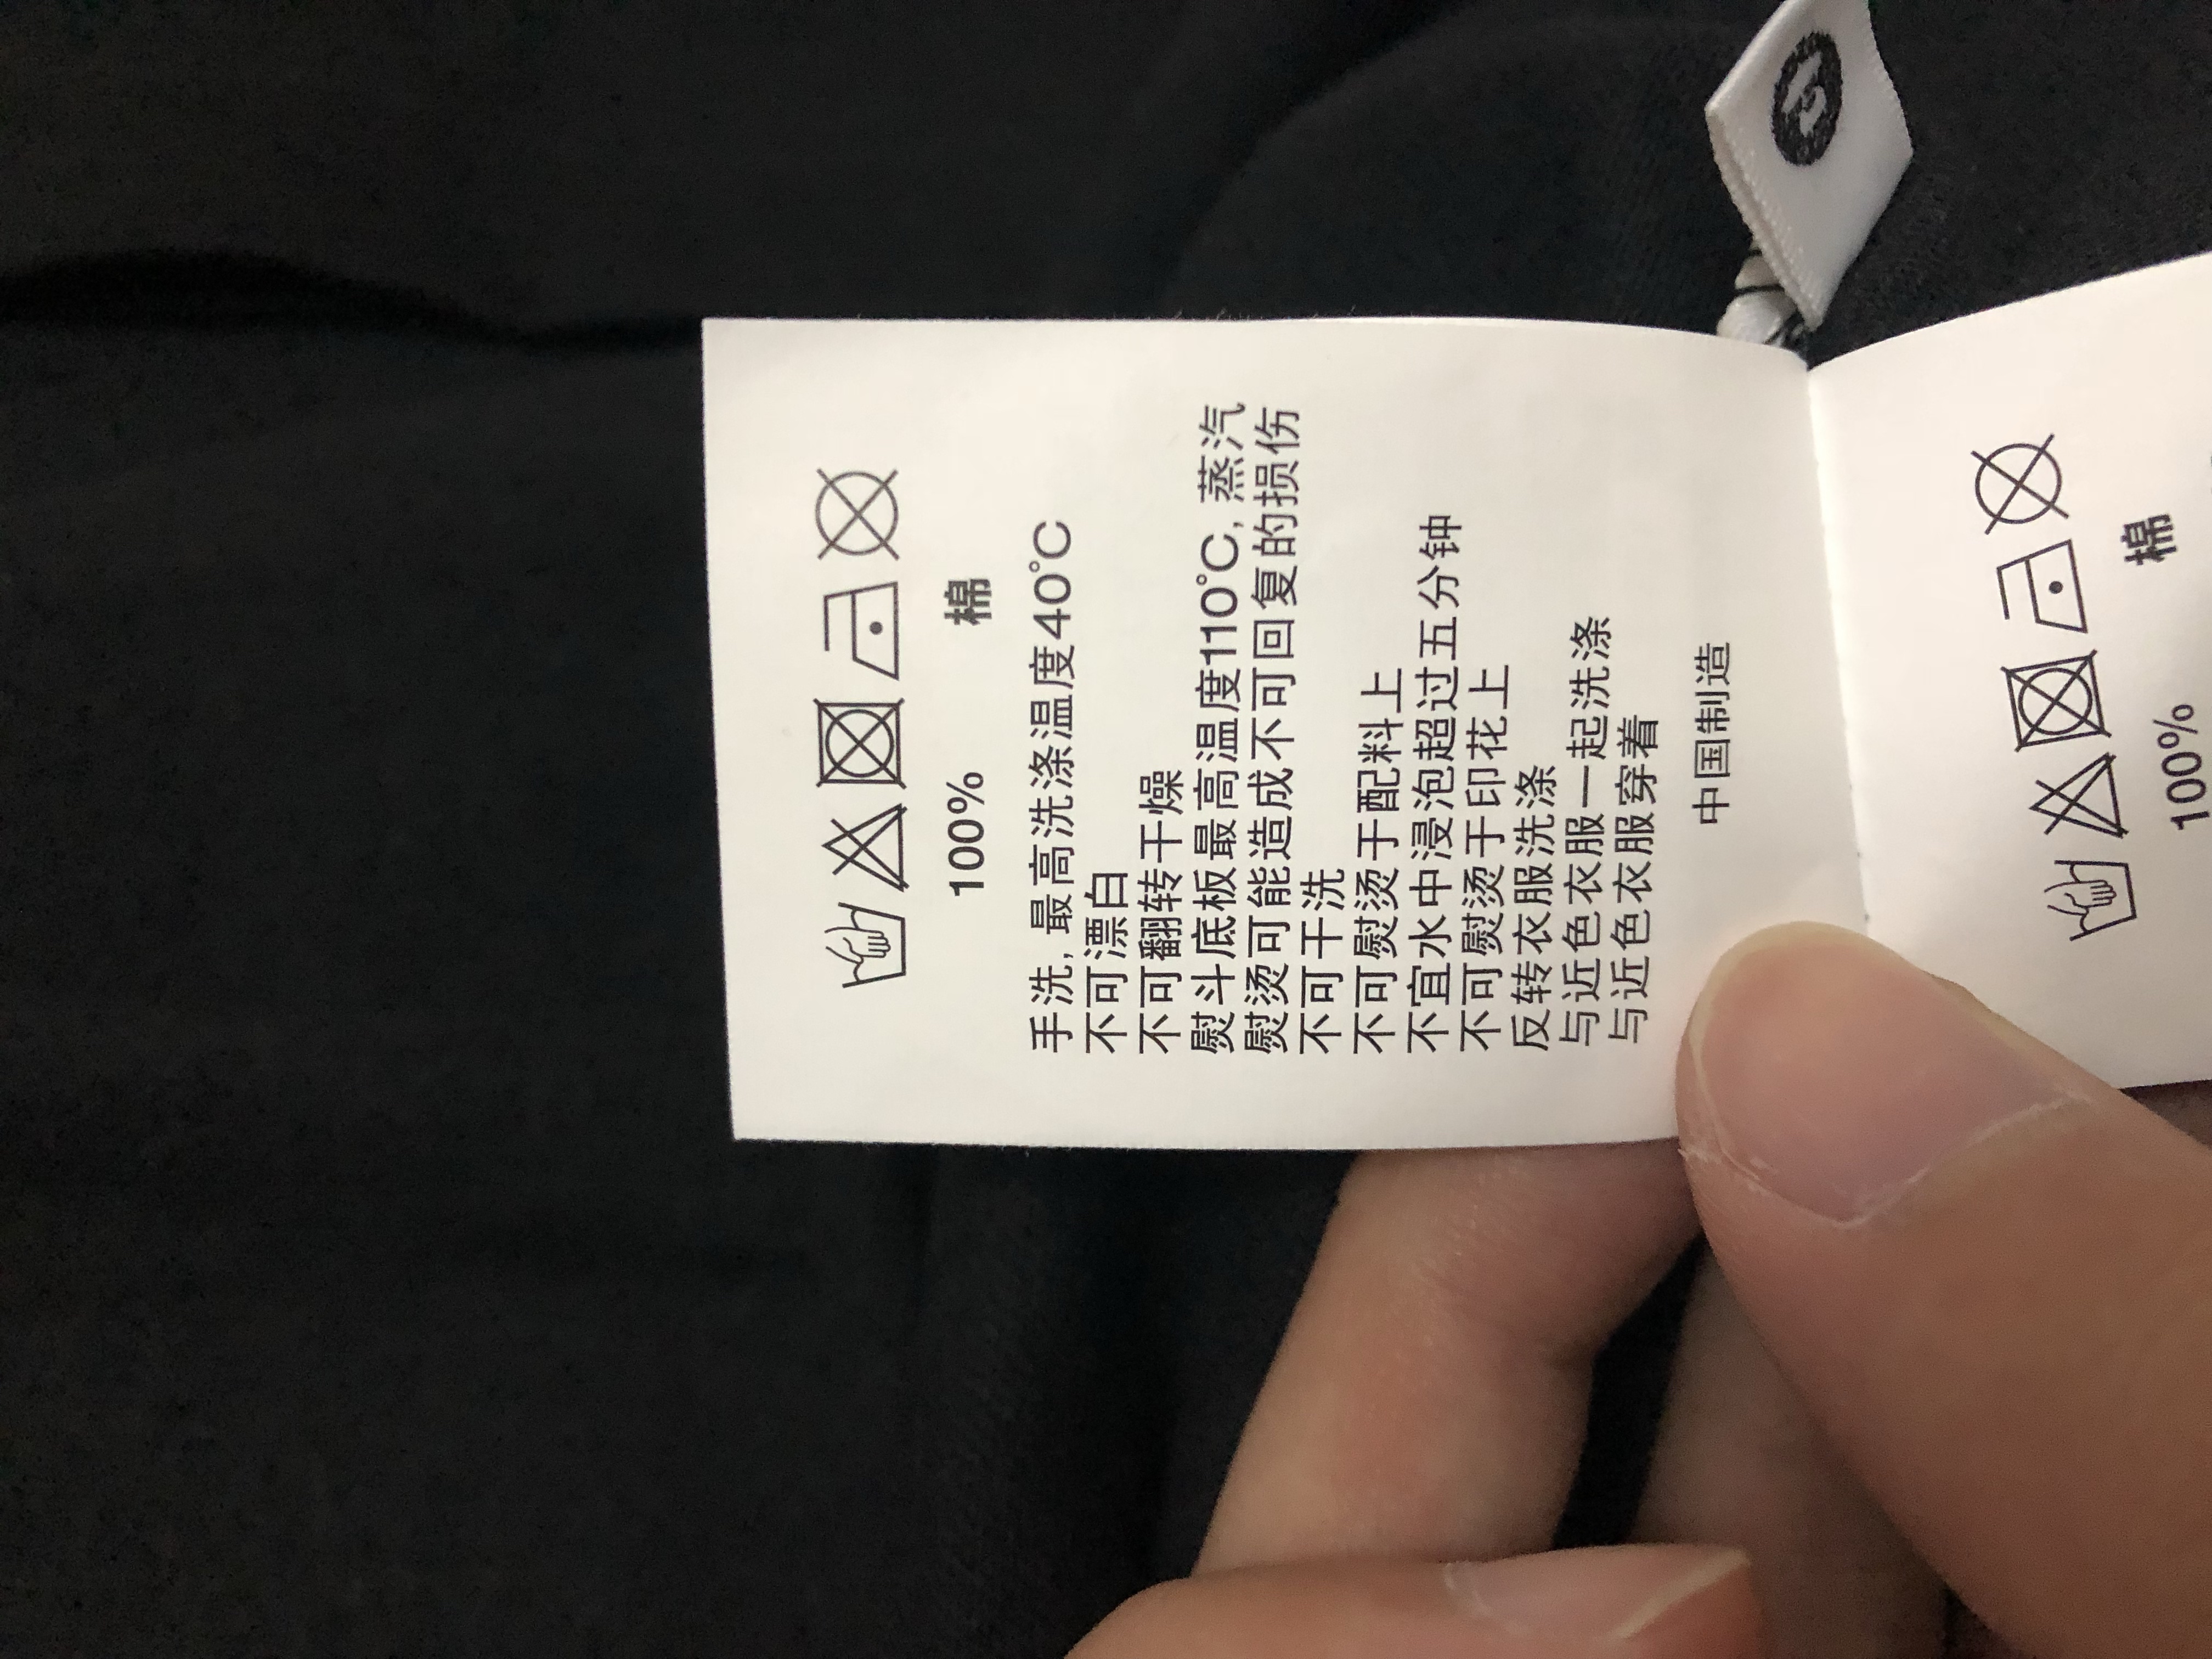 100% 棉
手洗, 最高洗涤温度40°C
不可漂白
不可翻转干燥
熨斗底板最高温度110°C, 蒸汽
熨烫可能造成不可回复的损伤
不可干洗
不可熨烫于配料上
不宜水中浸泡超过五分钟
不可熨烫于印花上
反转衣服洗涤
与近色衣服一起洗涤
与近色衣服穿着
中国制造
100% 棉